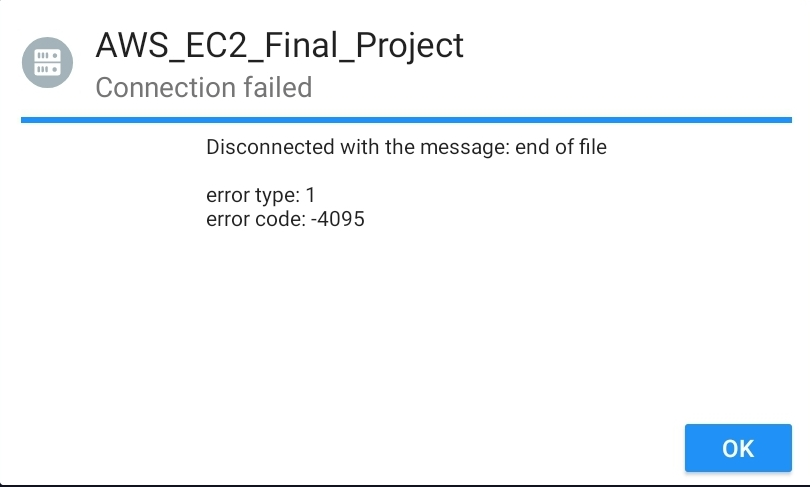 AWS_EC2_Final_Project
Connection failed
Disconnected with the message: end of file
error type: 1
error code: -4095
OK